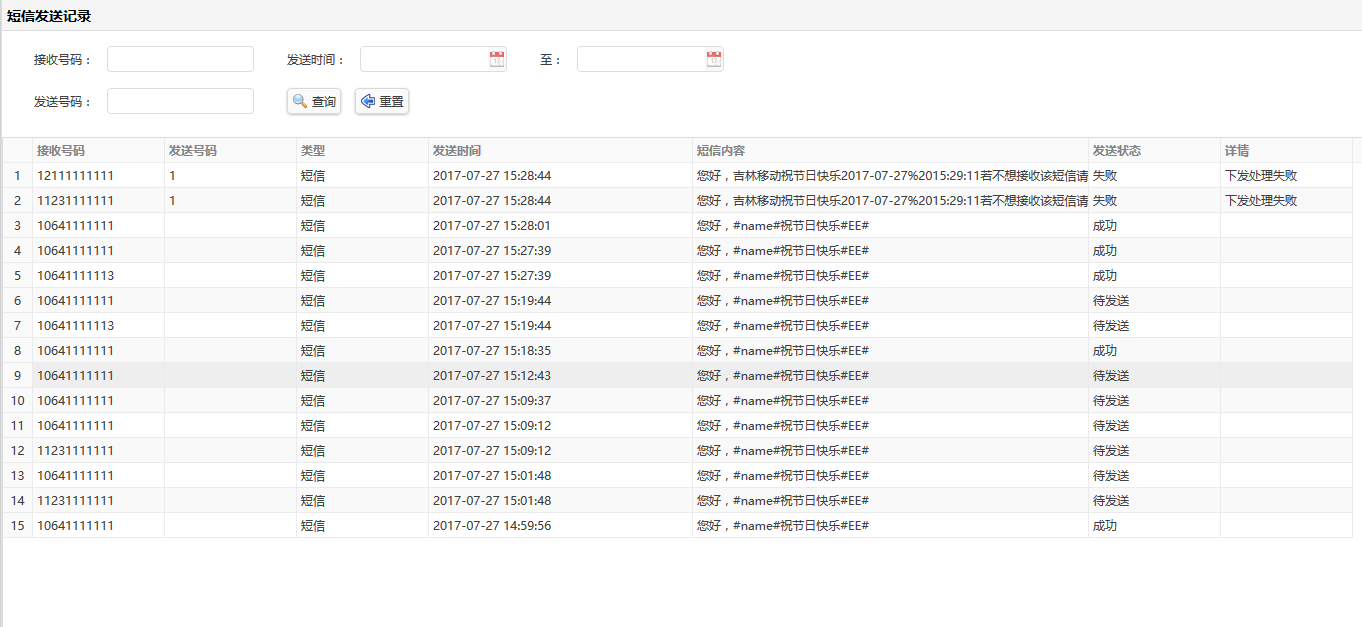 短信发送记录
接收号码： 发送时间： 至：
发送号码： 查询 重置
接收号码 发送号码 类型 发送时间 短信内容 发送状态 详情
1 12111111111 1 短信 2017-07-27 15:28:44 您好，吉林移动祝节日快乐2017-07-27%2015:29:11若不想接收该短信请 失败 下发处理失败
2 11231111111 1 短信 2017-07-27 15:28:44 您好，吉林移动祝节日快乐2017-07-27%2015:29:11若不想接收该短信请 失败 下发处理失败
3 10641111111 短信 2017-07-27 15:28:01 您好，#name#祝节日快乐#EE# 成功
4 10641111111 短信 2017-07-27 15:27:39 您好，#name#祝节日快乐#EE# 成功
5 10641111113 短信 2017-07-27 15:27:39 您好，#name#祝节日快乐#EE# 成功
6 10641111111 短信 2017-07-27 15:19:44 您好，#name#祝节日快乐#EE# 待发送
7 10641111113 短信 2017-07-27 15:19:44 您好，#name#祝节日快乐#EE# 待发送
8 10641111111 短信 2017-07-27 15:18:35 您好，#name#祝节日快乐#EE# 成功
9 10641111111 短信 2017-07-27 15:12:43 您好，#name#祝节日快乐#EE# 待发送
10 10641111111 短信 2017-07-27 15:09:37 您好，#name#祝节日快乐#EE# 待发送
11 10641111111 短信 2017-07-27 15:09:12 您好，#name#祝节日快乐#EE# 待发送
12 11231111111 短信 2017-07-27 15:09:12 您好，#name#祝节日快乐#EE# 待发送
13 10641111111 短信 2017-07-27 15:01:48 您好，#name#祝节日快乐#EE# 待发送
14 11231111111 短信 2017-07-27 15:01:48 您好，#name#祝节日快乐#EE# 待发送
15 10641111111 短信 2017-07-27 14:59:56 您好，#name#祝节日快乐#EE# 成功